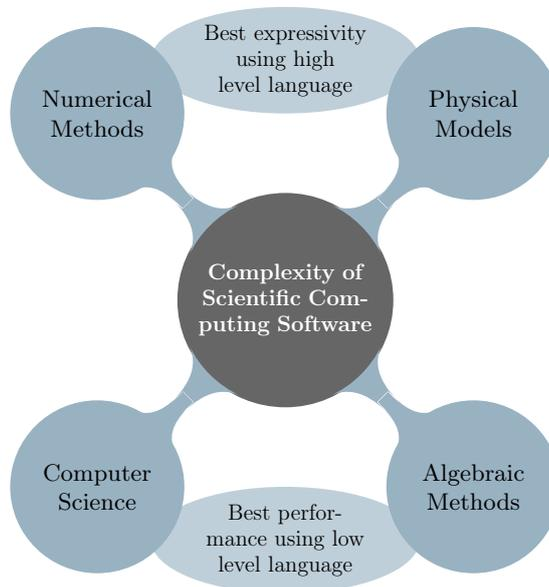 Best expressivity
using high
level language
Numerical
Methods
Physical
Models
Complexity of
Scientific Com-
puting Software
Computer
Science
Algebraic
Methods
Best perfor-
mance using low
level language